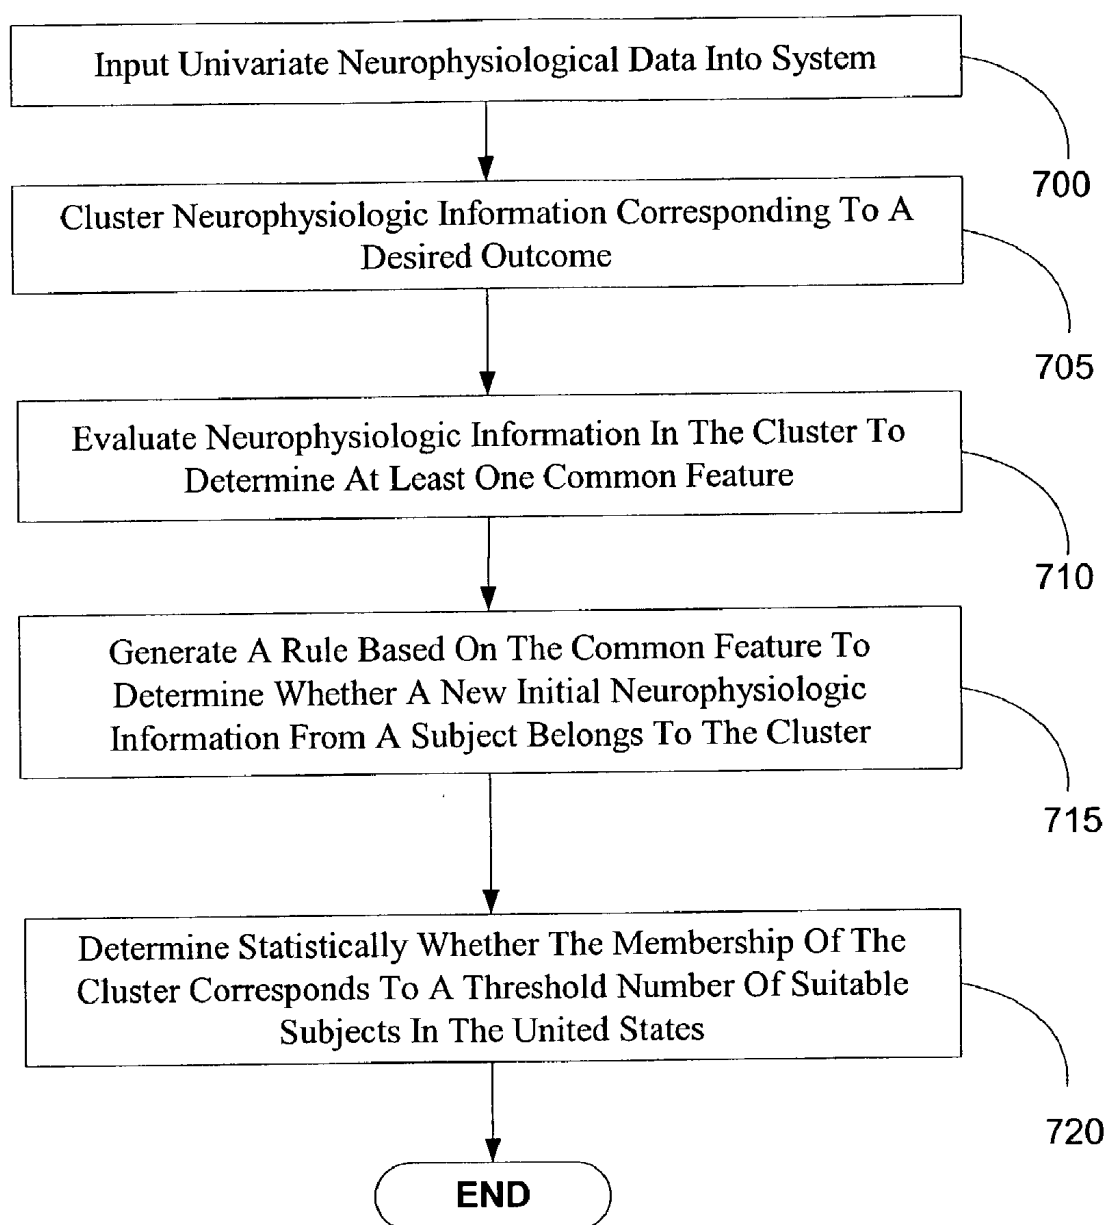 Input Univariate Neurophysiological Data Into System
700
Cluster Neurophysiologic Information Corresponding To A
Desired Outcome
705
Evaluate Neurophysiologic Information In The Cluster To
Determine At Least One Common Feature
710
Generate A Rule Based On The Common Feature To
Determine Whether A New Initial Neurophysiologic
Information From A Subject Belongs To The Cluster
715
Determine Statistically Whether The Membership Of The
Cluster Corresponds To A Threshold Number Of Suitable
Subjects In The United States
720
END